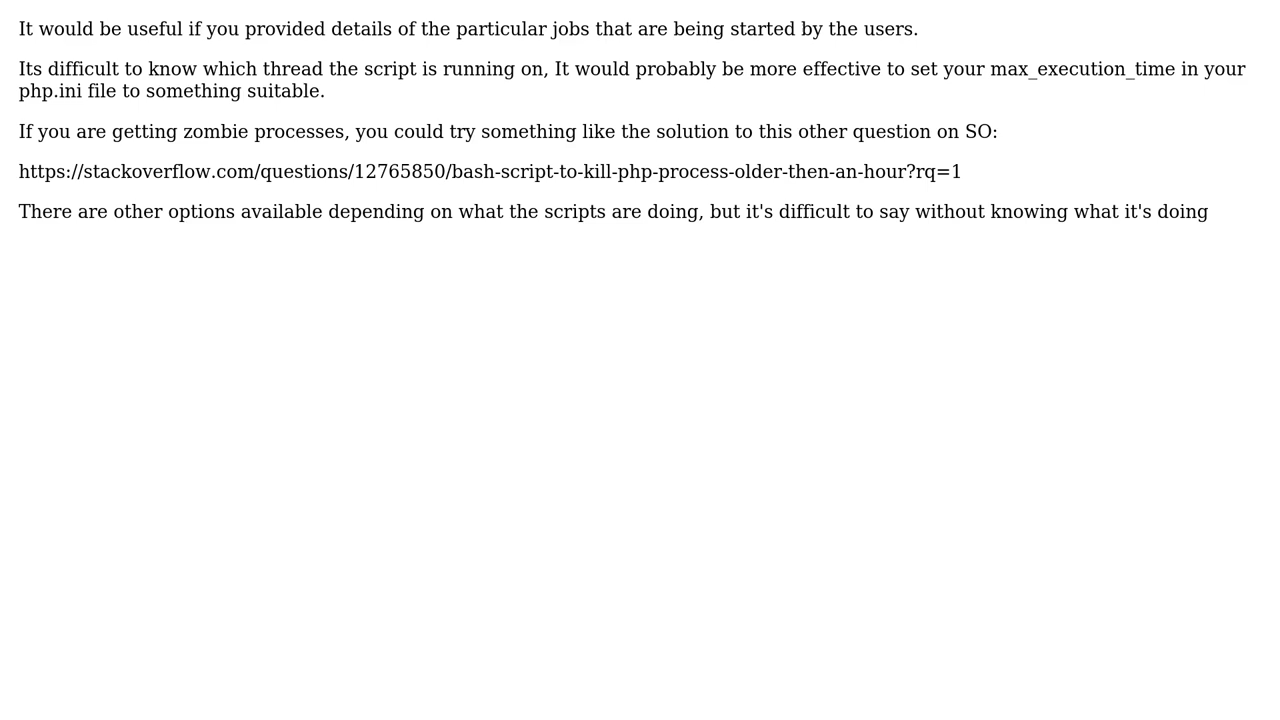 It would be useful if you provided details of the particular jobs that are being started by the users.
Its difficult to know which thread the script is running on, It would probably be more effective to set your max_execution_time in your
php.ini file to something suitable.
If you are getting zombie processes, you could try something like the solution to this other question on SO:
https://stackoverflow.com/questions/12765850/bash-script-to-kill-php-process-older-then-an-hour?rq=1
There are other options available depending on what the scripts are doing, but it's difficult to say without knowing what it's doing